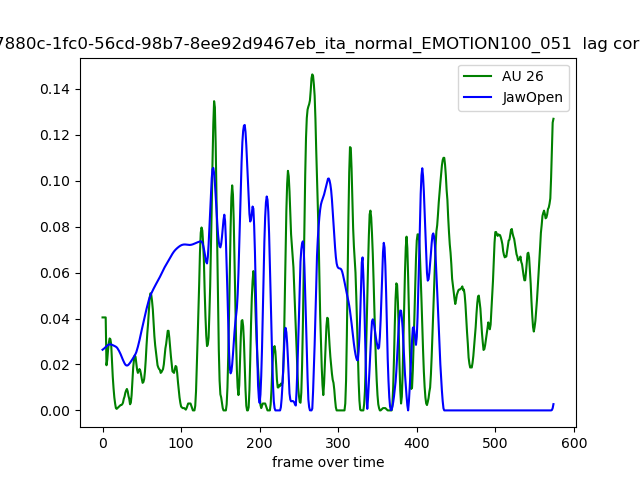 7880c-1fc0-56cd-98b7-8ee92d9467eb_ita_normal_EMOTION100_051 lag cor
AU 26
JawOpen
0.14
0.12
0.10
0.08
0.06
0.04
0.02
0.00
0 100 200 300 400 500 600
frame over time